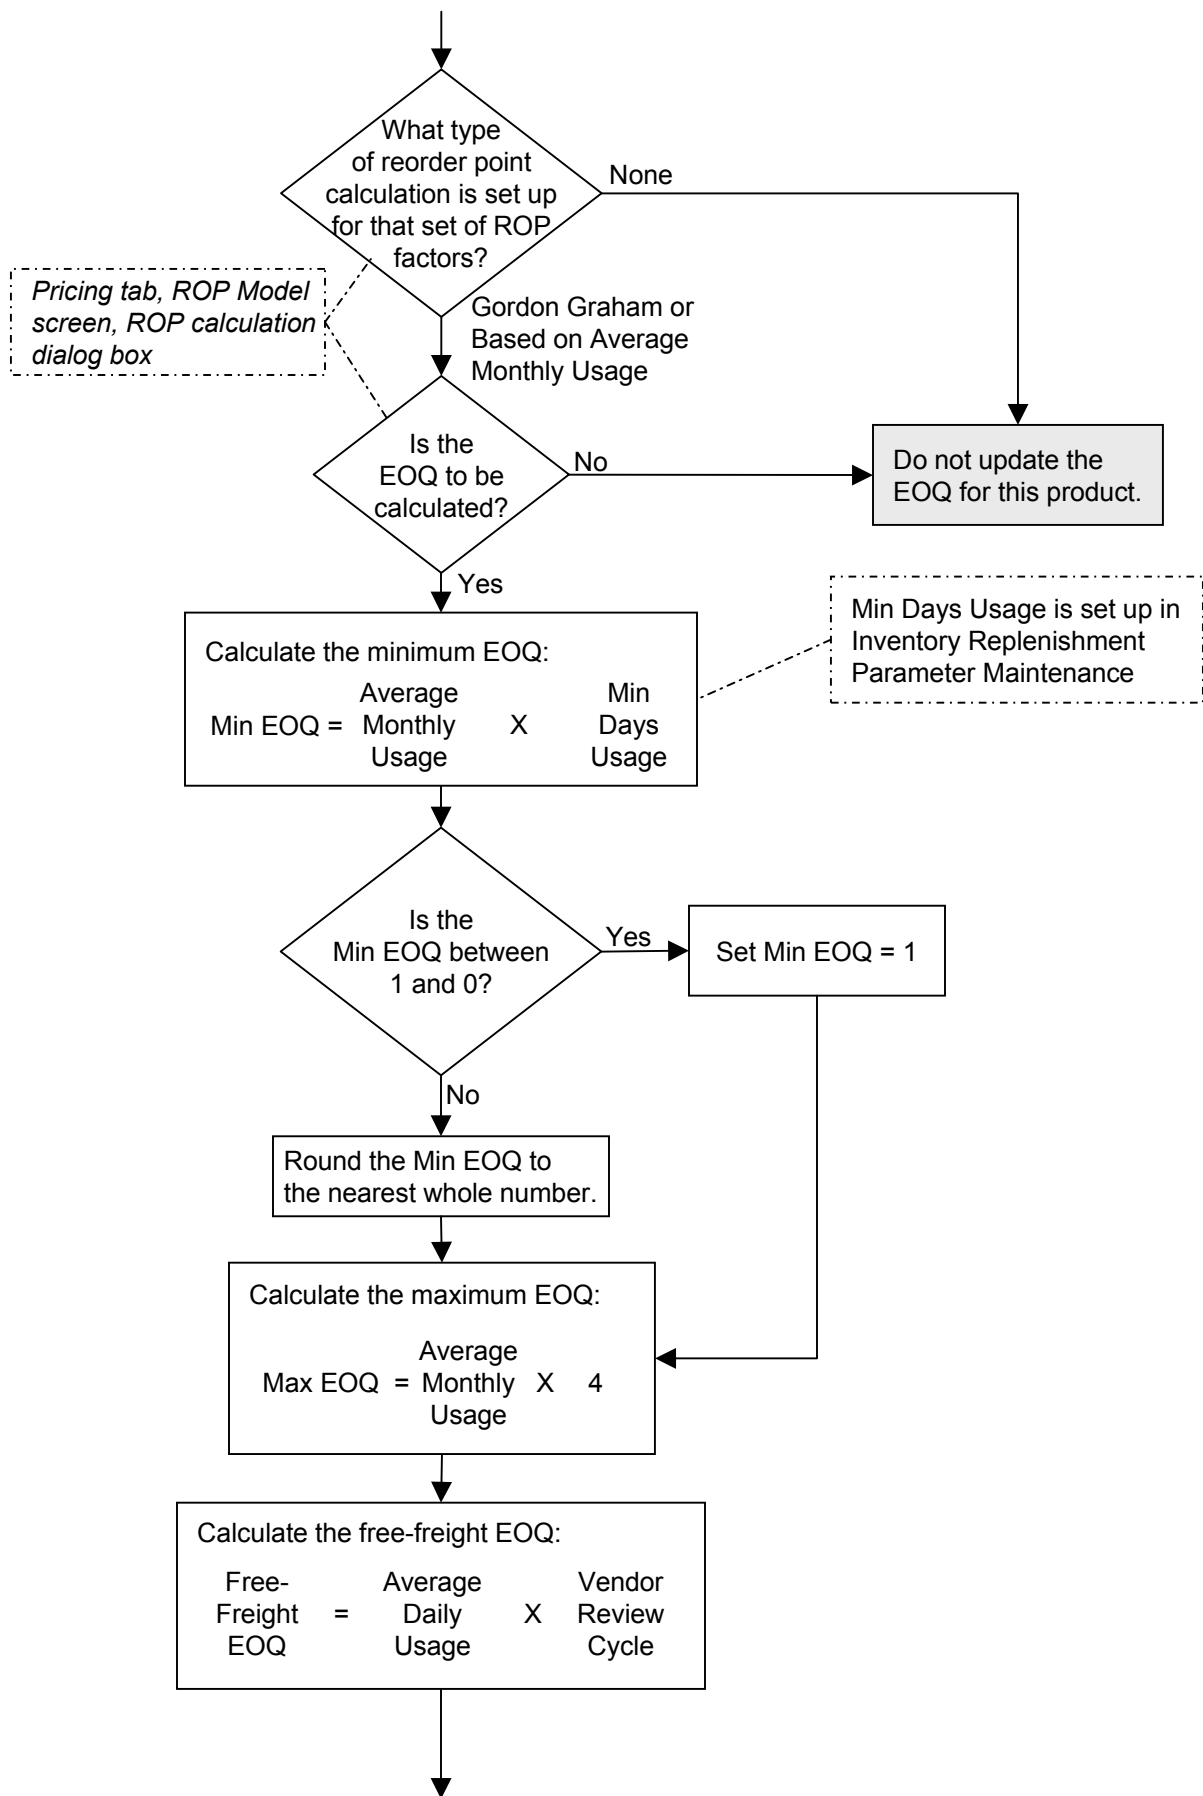 What type
of reorder point
calculation is set up
for that set of ROP
factors?
None
Pricing tab, ROP Model
screen, ROP calculation
dialog box
Gordon Graham or
Based on Average
Monthly Usage
Is the
EOQ to be
calculated?
No
Do not update the
EOQ for this product.
Yes
Min Days Usage is set up in
Inventory Replenishment
Parameter Maintenance
Calculate the minimum EOQ:
Average Min
Min EOQ = Monthly X Days
Usage Usage
Is the
Min EOQ between
1 and 0?
Yes
Set Min EOQ = 1
No
Round the Min EOQ to
the nearest whole number.
Calculate the maximum EOQ:
Average
Max EOQ = Monthly X 4
Usage
Calculate the free-freight EOQ:
Free- Average Vendor
Freight = Daily X Review
EOQ Usage Cycle